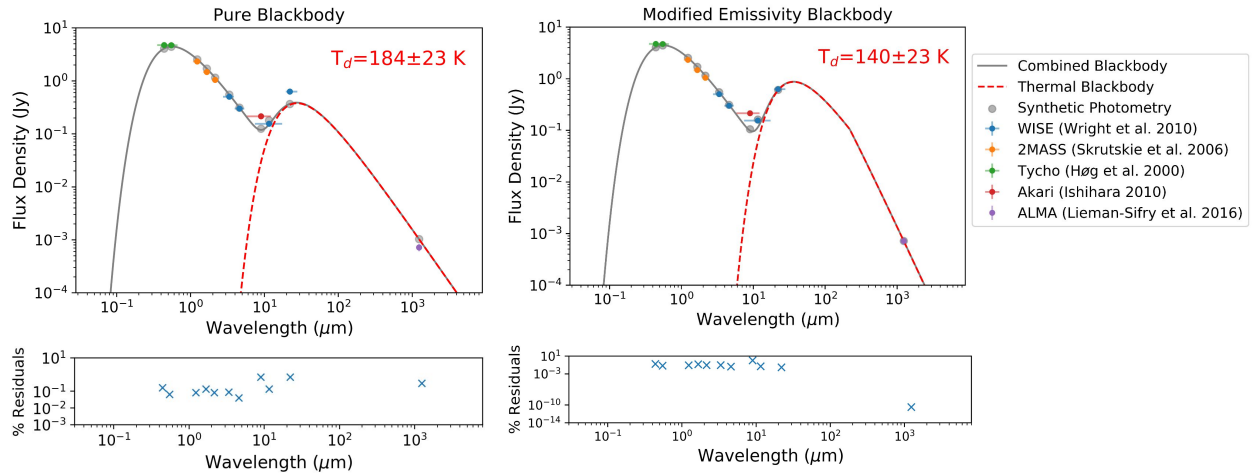 Pure Blackbody
T_d=184±23 K
Flux Density (Jy)
10^1
10^0
10^−1
10^−2
10^−3
10^−4
10^−1 10^0 10^1 10^2 10^3
Wavelength (μm)
% Residuals
10^1
10^−1
10^−2
10^−3
10^−1 10^0 10^1 10^2 10^3
Wavelength (μm)
Modified Emissivity Blackbody
T_d=140±23 K
Flux Density (Jy)
10^1
10^0
10^−1
10^−2
10^−3
10^−4
10^−1 10^0 10^1 10^2 10^3
Wavelength (μm)
% Residuals
10^1
10^−3
10^−10
10^−14
10^−1 10^0 10^1 10^2 10^3
Wavelength (μm)
Combined Blackbody
Thermal Blackbody
Synthetic Photometry
WISE (Wright et al. 2010)
2MASS (Skrutskie et al. 2006)
Tycho (Høg et al. 2000)
Akari (Ishihara 2010)
ALMA (Lieman-Sifry et al. 2016)